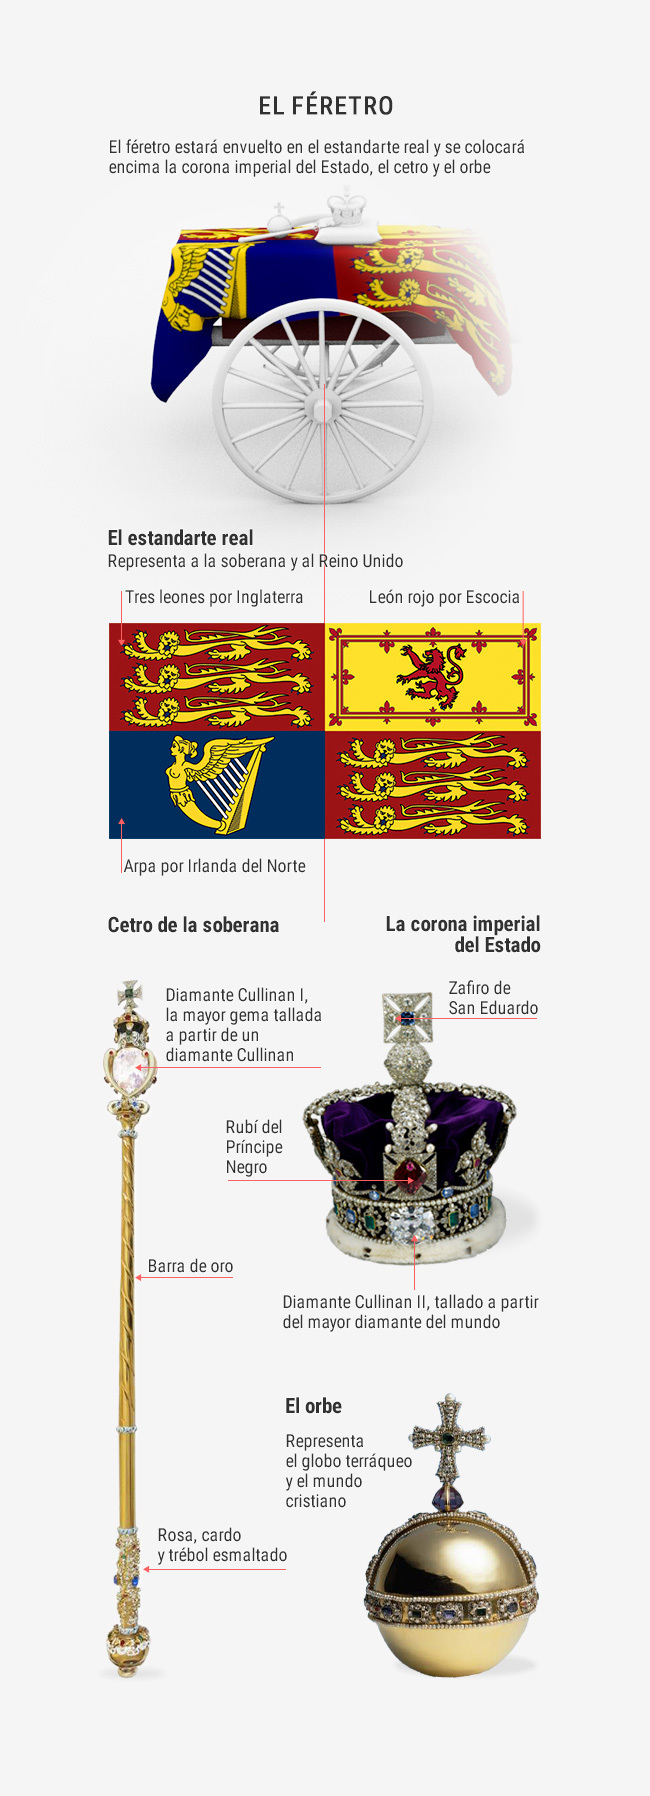 EL FÉRETRO
El féretro estará envuelto en el estandarte real y se colocará
encima la corona imperial del Estado, el cetro y el orbe
El estandarte real
Representa a la soberana y al Reino Unido
Tres leones por Inglaterra
León rojo por Escocia
Arpa por Irlanda del Norte
Cetro de la soberana
La corona imperial
del Estado
Diamante Cullinan I,
la mayor gema tallada
a partir de un
diamante Cullinan
Zafiro de
San Eduardo
Rubí del
Príncipe
Negro
Barra de oro
Diamante Cullinan II, tallado a partir
del mayor diamante del mundo
El orbe
Representa
el globo terráqueo
y el mundo
cristiano
Rosa, cardo
y trébol esmaltado